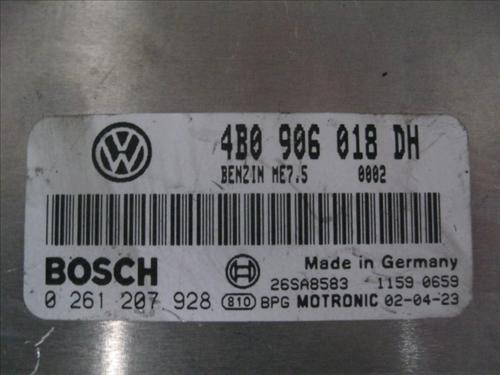 4B0 906 018 DH
BENZIN ME7.5 0002
BOSCH Made in Germany
26SA8583 1159 0659
0 261 207 928 810 BPG MOTRONIC 02-04-23